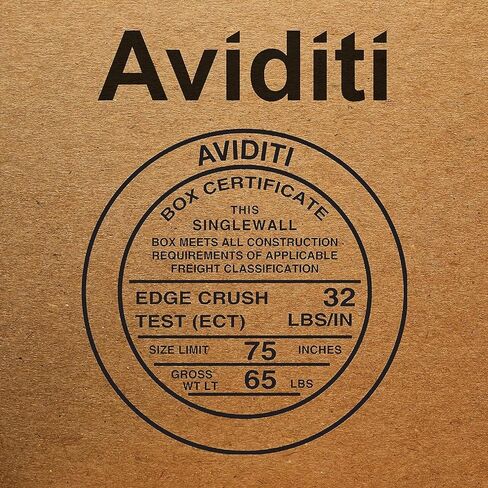 Aviditi
AVIDITI
BOX CERTIFICATE
THIS
SINGLEWALL
BOX MEETS ALL CONSTRUCTION
REQUIREMENTS OF APPLICABLE
FREIGHT CLASSIFICATION
EDGE CRUSH 32
TEST (ECT) LBS/IN
SIZE LIMIT 75 INCHES
GROSS
WT LT 65 LBS